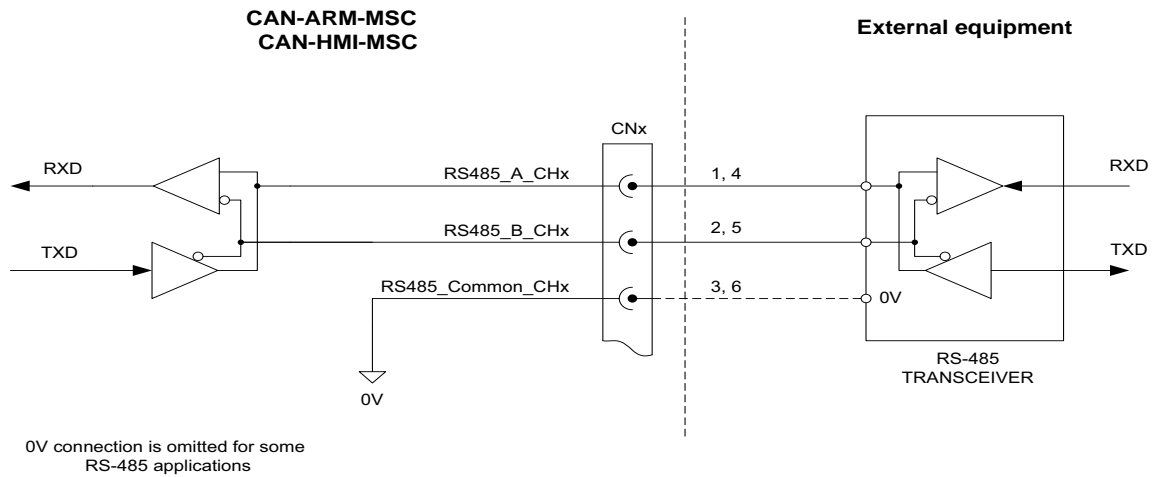 CAN-ARM-MSC
CAN-HMI-MSC
External equipment
CNx
RXD
RS485_A_CHx
1, 4
RXD
TXD
RS485_B_CHx
2, 5
TXD
RS485_Common_CHx
3, 6
0V
0V
RS-485
TRANSCEIVER
0V connection is omitted for some
RS-485 applications